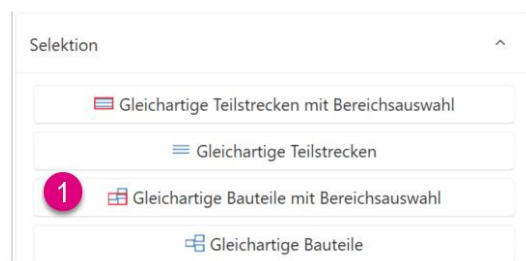 Selektion
Gleichartige Teilstrecken mit Bereichsauswahl
Gleichartige Teilstrecken
1
Gleichartige Bauteile mit Bereichsauswahl
Gleichartige Bauteile